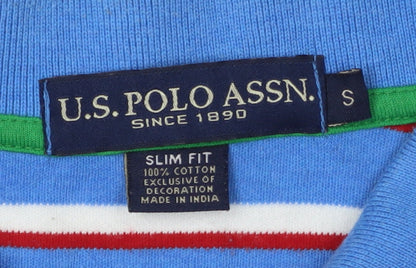 U.S. POLO ASSN.
SINCE 1890
S
SLIM FIT
100% COTTON
EXCLUSIVE OF
DECORATION
MADE IN INDIA